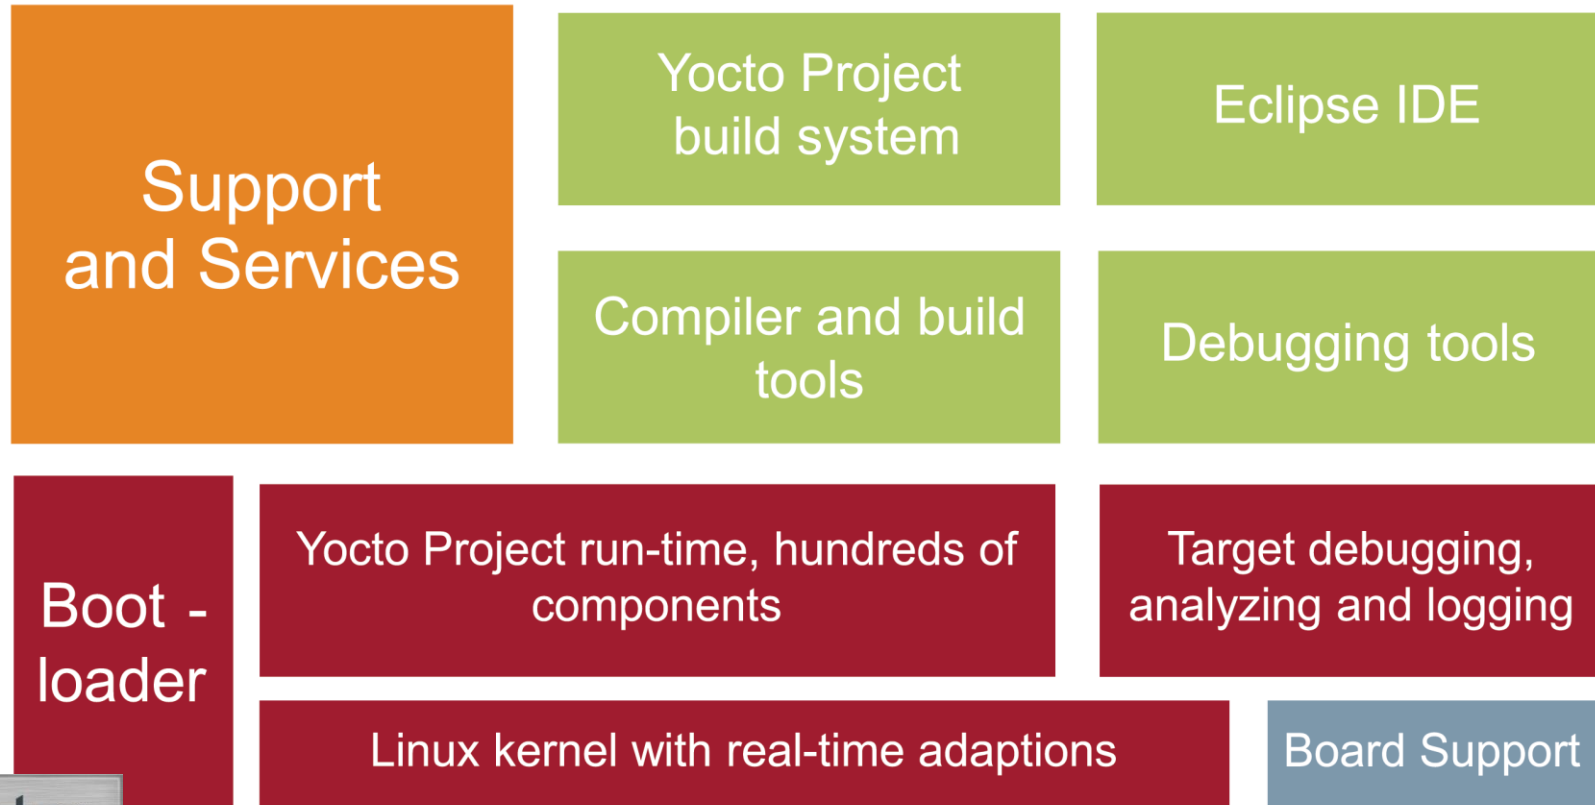 Support
and Services
Yocto Project
build system
Eclipse IDE
Compiler and build
tools
Debugging tools
Boot -
loader
Yocto Project run-time, hundreds of
components
Target debugging,
analyzing and logging
Linux kernel with real-time adaptions
Board Support